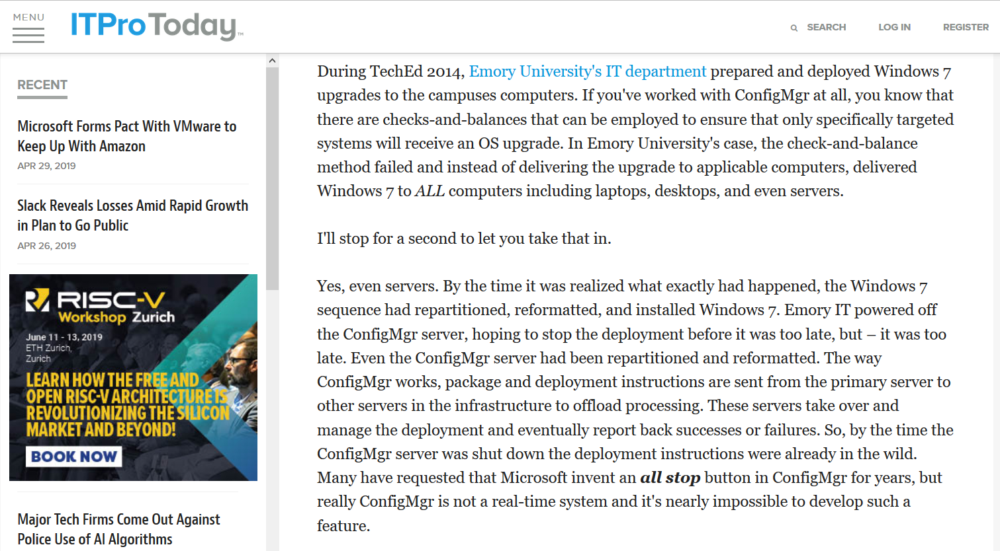 MENU
ITPro Today™
SEARCH
LOG IN
REGISTER
RECENT
Microsoft Forms Pact With VMware to
Keep Up With Amazon
APR 29, 2019
Slack Reveals Losses Amid Rapid Growth
in Plan to Go Public
APR 26, 2019
RISC-V
Workshop Zurich
June 11 - 13, 2019
ETH Zurich,
Zurich
LEARN HOW THE FREE AND
OPEN RISC-V ARCHITECTURE IS
REVOLUTIONIZING THE SILICON
MARKET AND BEYOND!
BOOK NOW
Major Tech Firms Come Out Against
Police Use of AI Algorithms
During TechEd 2014, Emory University's IT department prepared and deployed Windows 7
upgrades to the campuses computers. If you've worked with ConfigMgr at all, you know that
there are checks-and-balances that can be employed to ensure that only specifically targeted
systems will receive an OS upgrade. In Emory University's case, the check-and-balance
method failed and instead of delivering the upgrade to applicable computers, delivered
Windows 7 to ALL computers including laptops, desktops, and even servers.
I'll stop for a second to let you take that in.
Yes, even servers. By the time it was realized what exactly had happened, the Windows 7
sequence had repartitioned, reformatted, and installed Windows 7. Emory IT powered off
the ConfigMgr server, hoping to stop the deployment before it was too late, but – it was too
late. Even the ConfigMgr server had been repartitioned and reformatted. The way
ConfigMgr works, package and deployment instructions are sent from the primary server to
other servers in the infrastructure to offload processing. These servers take over and
manage the deployment and eventually report back successes or failures. So, by the time the
ConfigMgr server was shut down the deployment instructions were already in the wild.
Many have requested that Microsoft invent an all stop button in ConfigMgr for years, but
really ConfigMgr is not a real-time system and it's nearly impossible to develop such a
feature.